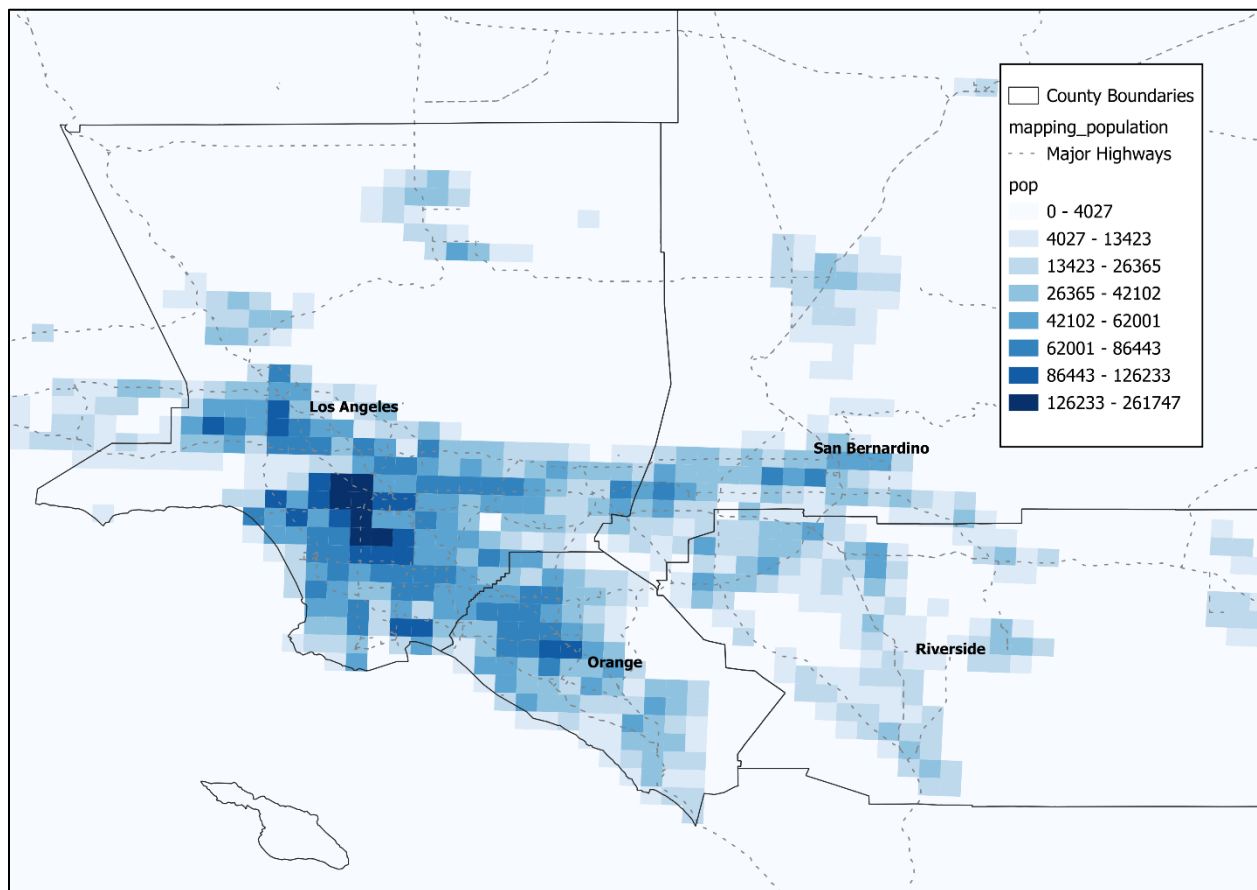 County Boundaries
mapping_population
Major Highways
pop
0 - 4027
4027 - 13423
13423 - 26365
26365 - 42102
42102 - 62001
62001 - 86443
86443 - 126233
126233 - 261747
Los Angeles
San Bernardino
Riverside
Orange